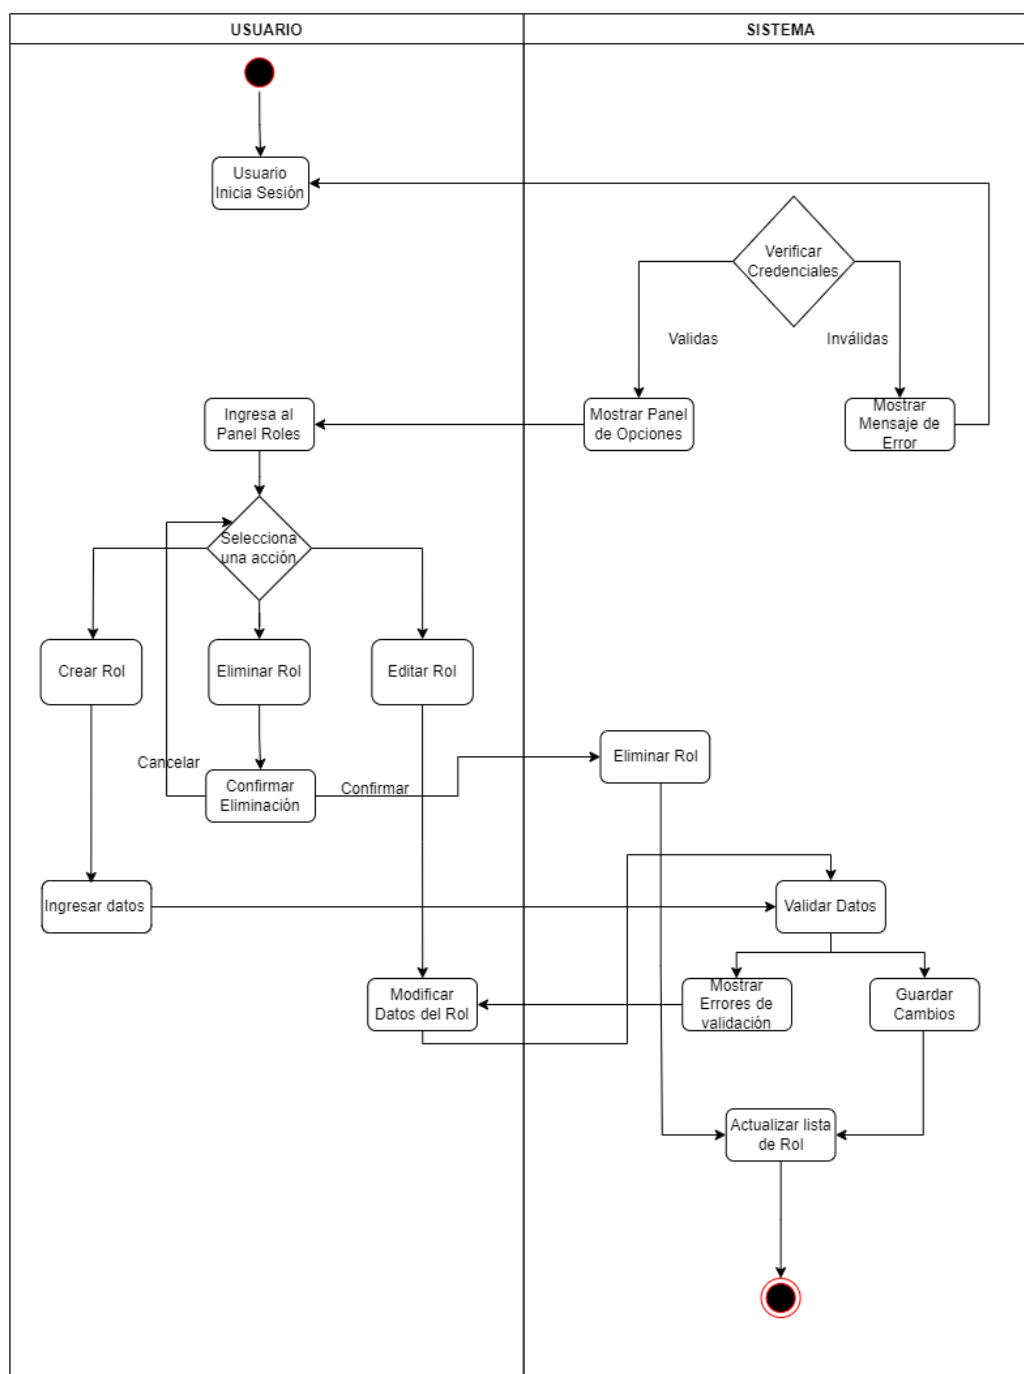 USUARIO
SISTEMA
Usuario
Inicia Sesión
Verificar
Credenciales
Validas
Inválidas
Ingresa al
Panel Roles
Mostrar Panel
de Opciones
Mostrar
Mensaje de
Error
Selecciona
una acción
Crear Rol
Eliminar Rol
Editar Rol
Cancelar
Confirmar
Eliminación
Confirmar
Eliminar Rol
Ingresar datos
Validar Datos
Modificar
Datos del Rol
Mostrar
Errores de
validación
Guardar
Cambios
Actualizar lista
de Rol